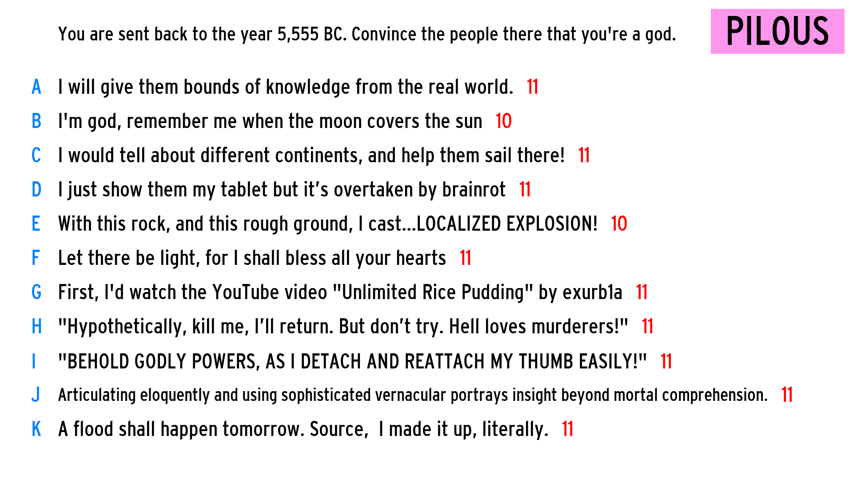 You are sent back to the year 5,555 BC. Convince the people there that you're a god.
PILOUS
A I will give them bounds of knowledge from the real world. 11
B I'm god, remember me when the moon covers the sun 10
C I would tell about different continents, and help them sail there! 11
D I just show them my tablet but it’s overtaken by brainrot 11
E With this rock, and this rough ground, I cast...LOCALIZED EXPLOSION! 10
F Let there be light, for I shall bless all your hearts 11
G First, I'd watch the YouTube video "Unlimited Rice Pudding" by exurb1a 11
H "Hypothetically, kill me, I’ll return. But don’t try. Hell loves murderers!" 11
I "BEHOLD GODLY POWERS, AS I DETACH AND REATTACH MY THUMB EASILY!" 11
J Articulating eloquently and using sophisticated vernacular portrays insight beyond mortal comprehension. 11
K A flood shall happen tomorrow. Source, I made it up, literally. 11